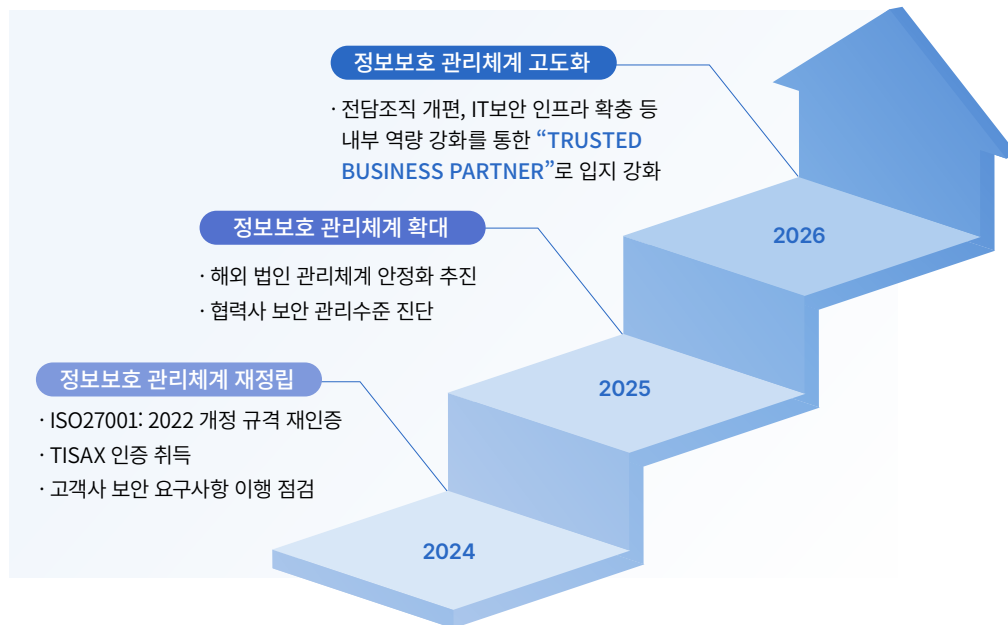 정보보호 관리체계 고도화
· 전담조직 개편, IT보안 인프라 확충 등
내부 역량 강화를 통한 “TRUSTED
BUSINESS PARTNER”로 입지 강화
2026
정보보호 관리체계 확대
· 해외 법인 관리체계 안정화 추진
· 협력사 보안 관리수준 진단
2025
정보보호 관리체계 재정립
· ISO27001: 2022 개정 규격 재인증
· TISAX 인증 취득
· 고객사 보안 요구사항 이행 점검
2024